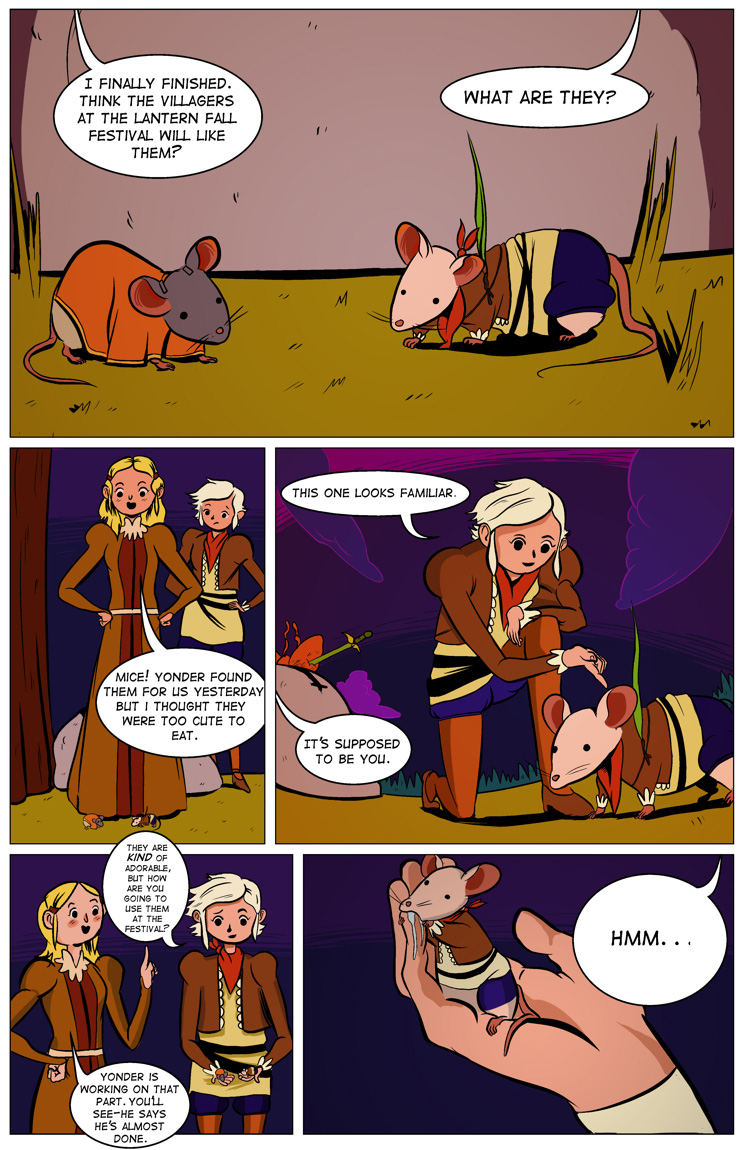 I FINALLY FINISHED.
THINK THE VILLAGERS
AT THE LANTERN FALL
FESTIVAL WILL LIKE
THEM?
WHAT ARE THEY?
MICE! YONDER FOUND
THEM FOR US YESTERDAY
BUT I THOUGHT THEY
WERE TOO CUTE TO
EAT.
THIS ONE LOOKS FAMILIAR.
IT'S SUPPOSED
TO BE YOU.
THEY ARE
KIND OF
ADORABLE,
BUT HOW
ARE YOU
GOING TO
USE THEM
AT THE
FESTIVAL?
YONDER IS
WORKING ON THAT
PART. YOU'LL
SEE-HE SAYS
HE'S ALMOST
DONE.
HMM...